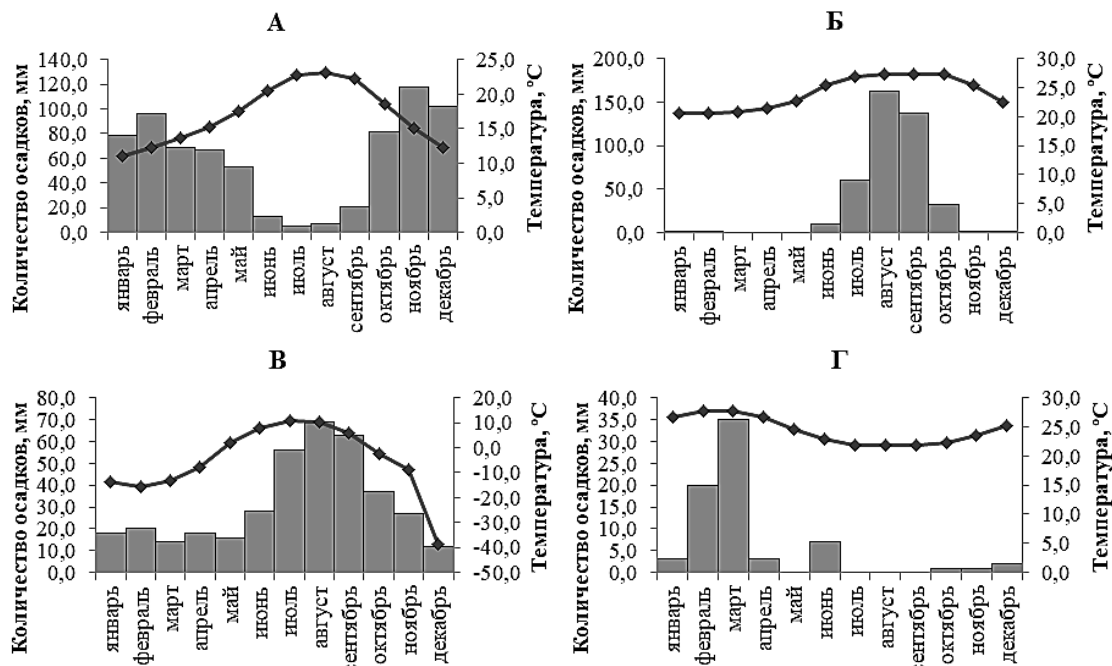 А
Количество осадков, мм
140,0
120,0
100,0
80,0
60,0
40,0
20,0
0,0
25,0
20,0
15,0
10,0
5,0
0,0
Температура, °С
январь
февраль
март
апрель
май
июнь
июль
август
сентябрь
октябрь
ноябрь
декабрь
Б
Количество осадков, мм
200,0
150,0
100,0
50,0
0,0
30,0
25,0
20,0
15,0
10,0
5,0
0,0
Температура, °С
январь
февраль
март
апрель
май
июнь
июль
август
сентябрь
октябрь
ноябрь
декабрь
В
Количество осадков, мм
80,0
70,0
60,0
50,0
40,0
30,0
20,0
10,0
0,0
20,0
10,0
0,0
-10,0
-20,0
-30,0
-40,0
-50,0
Температура, °С
январь
февраль
март
апрель
май
июнь
июль
август
сентябрь
октябрь
ноябрь
декабрь
Г
Количество осадков, мм
40,0
35,0
30,0
25,0
20,0
15,0
10,0
5,0
0,0
30,0
25,0
20,0
15,0
10,0
5,0
0,0
Температура, °С
январь
февраль
март
апрель
май
июнь
июль
август
сентябрь
октябрь
ноябрь
декабрь